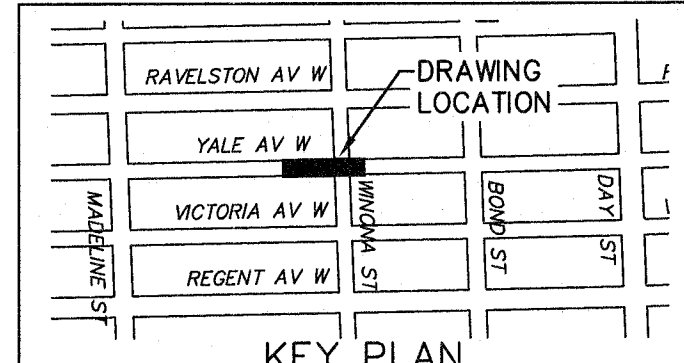 RAVELSTON AV W
DRAWING
LOCATION
YALE AV W
MADELINE ST
VICTORIA AV W
WINONA ST
BOND ST
DAY ST
REGENT AV W
KEY PLAN